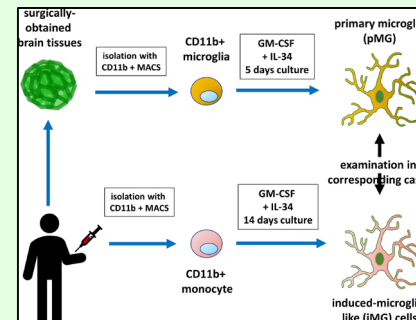 surgically-
obtained
brain tissues
isolation with
CD11b + MACS
CD11b+
microglia
GM-CSF
+ IL-34
5 days culture
primary microgl
(pMG)
examination in
corresponding cas
isolation with
CD11b + MACS
CD11b+
monocyte
GM-CSF
+ IL-34
14 days culture
induced-microgli
like (iMG) cells